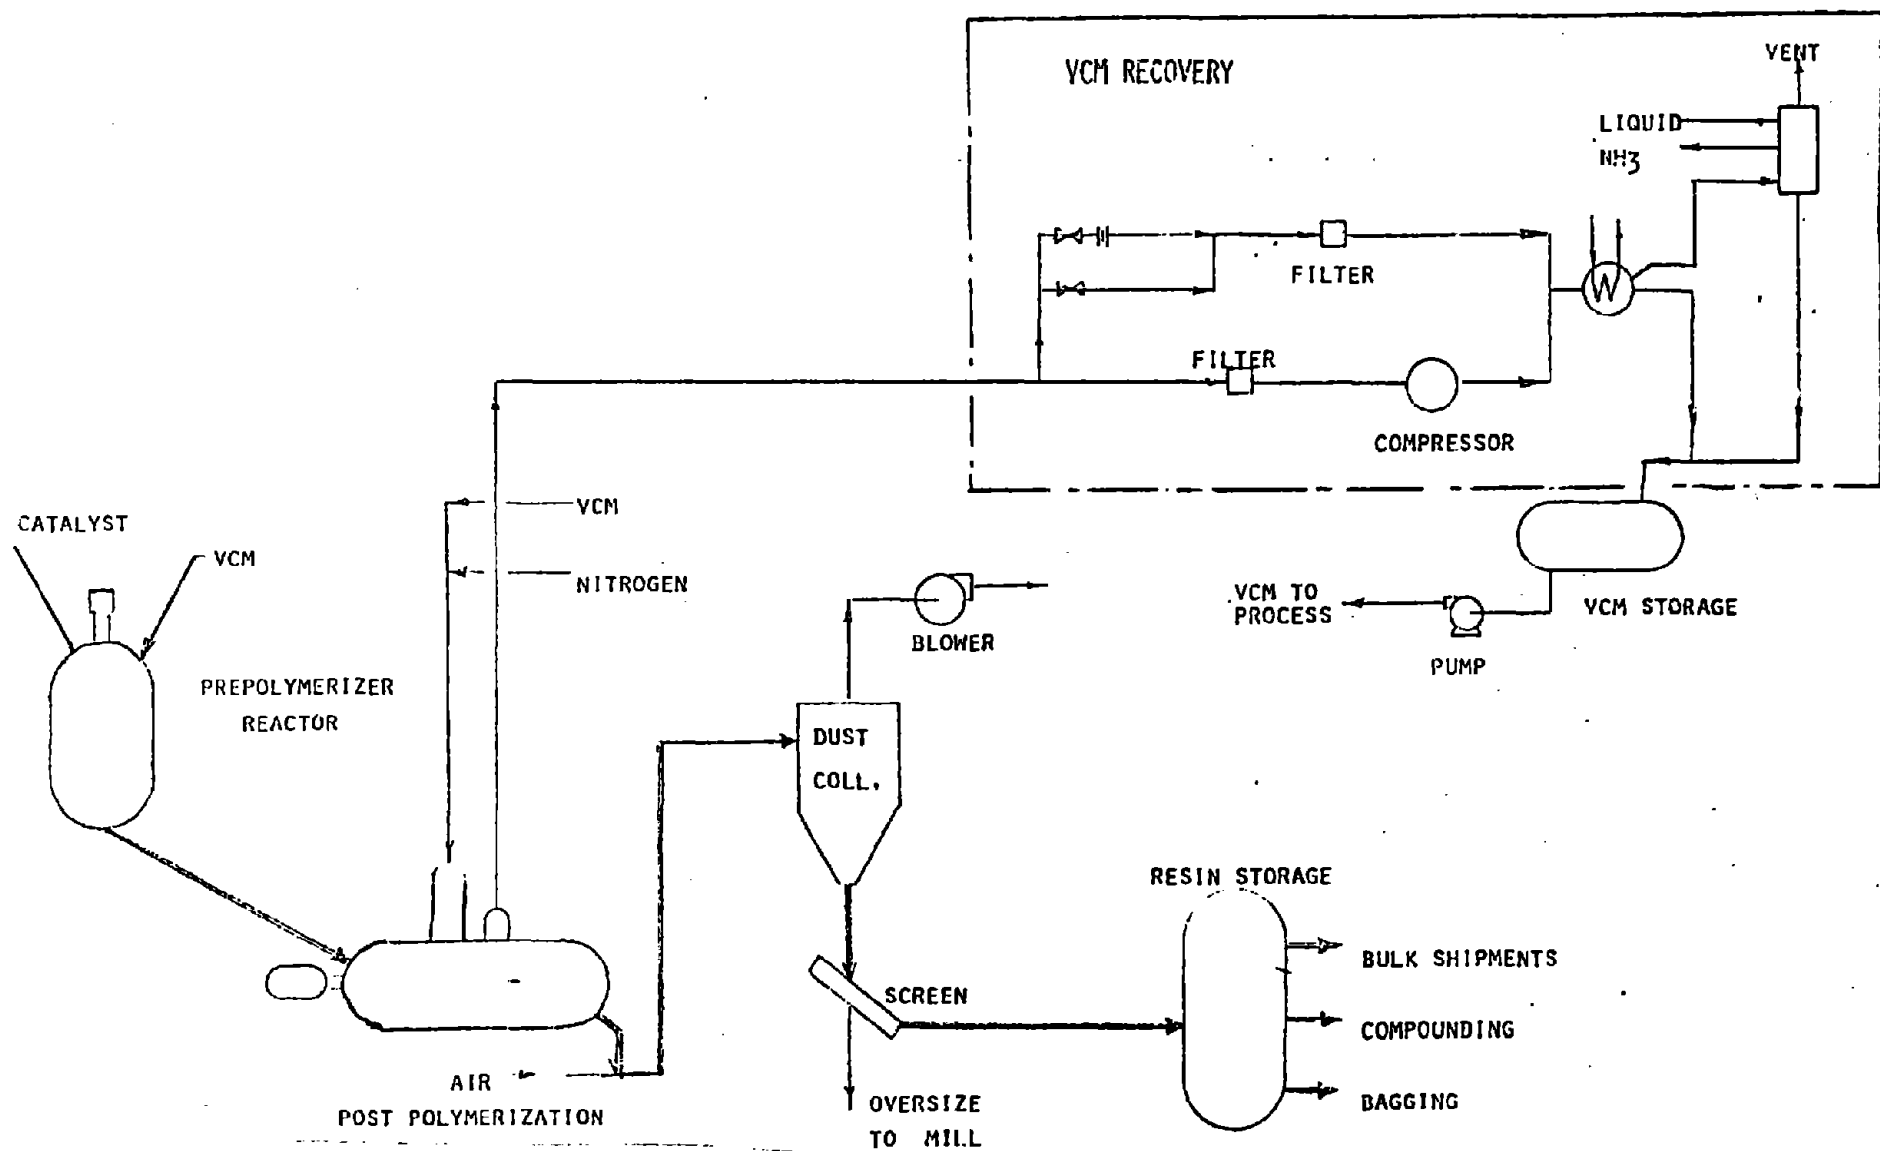 VCM RECOVERY
VENT
LIQUID
NH3
FILTER
FILTER
COMPRESSOR
VCM
CATALYST
VCM
NITROGEN
BLOWER
VCM TO
PROCESS
VCM STORAGE
PUMP
PREPOLYMERIZER
REACTOR
DUST
COLL.
RESIN STORAGE
BULK SHIPMENTS
SCREEN
COMPOUNDING
AIR
POST POLYMERIZATION
BAGGING
OVERSIZE
TO MILL